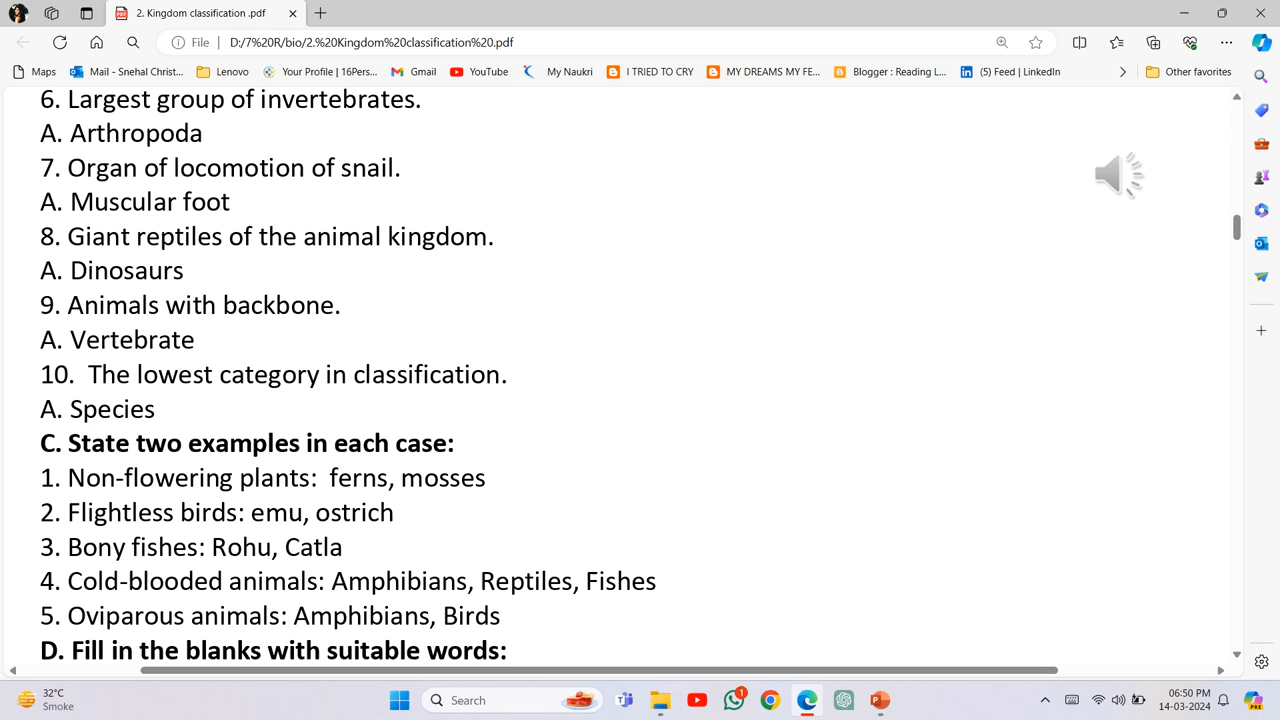 2. Kingdom classification .pdf
File D:/7%20R/bio/2.%20Kingdom%20classification%20.pdf
Maps Mail - Snehal Christ... Lenovo Your Profile | 16Pers... Gmail YouTube My Naukri I TRIED TO CRY MY DREAMS MY FE... Blogger : Reading L... (5) Feed | LinkedIn Other favorites
6. Largest group of invertebrates.
A. Arthropoda
7. Organ of locomotion of snail.
A. Muscular foot
8. Giant reptiles of the animal kingdom.
A. Dinosaurs
9. Animals with backbone.
A. Vertebrate
10. The lowest category in classification.
A. Species
C. State two examples in each case:
1. Non-flowering plants: ferns, mosses
2. Flightless birds: emu, ostrich
3. Bony fishes: Rohu, Catla
4. Cold-blooded animals: Amphibians, Reptiles, Fishes
5. Oviparous animals: Amphibians, Birds
D. Fill in the blanks with suitable words:
32°C
Smoke
Search
1
06:50 PM
14-03-2024